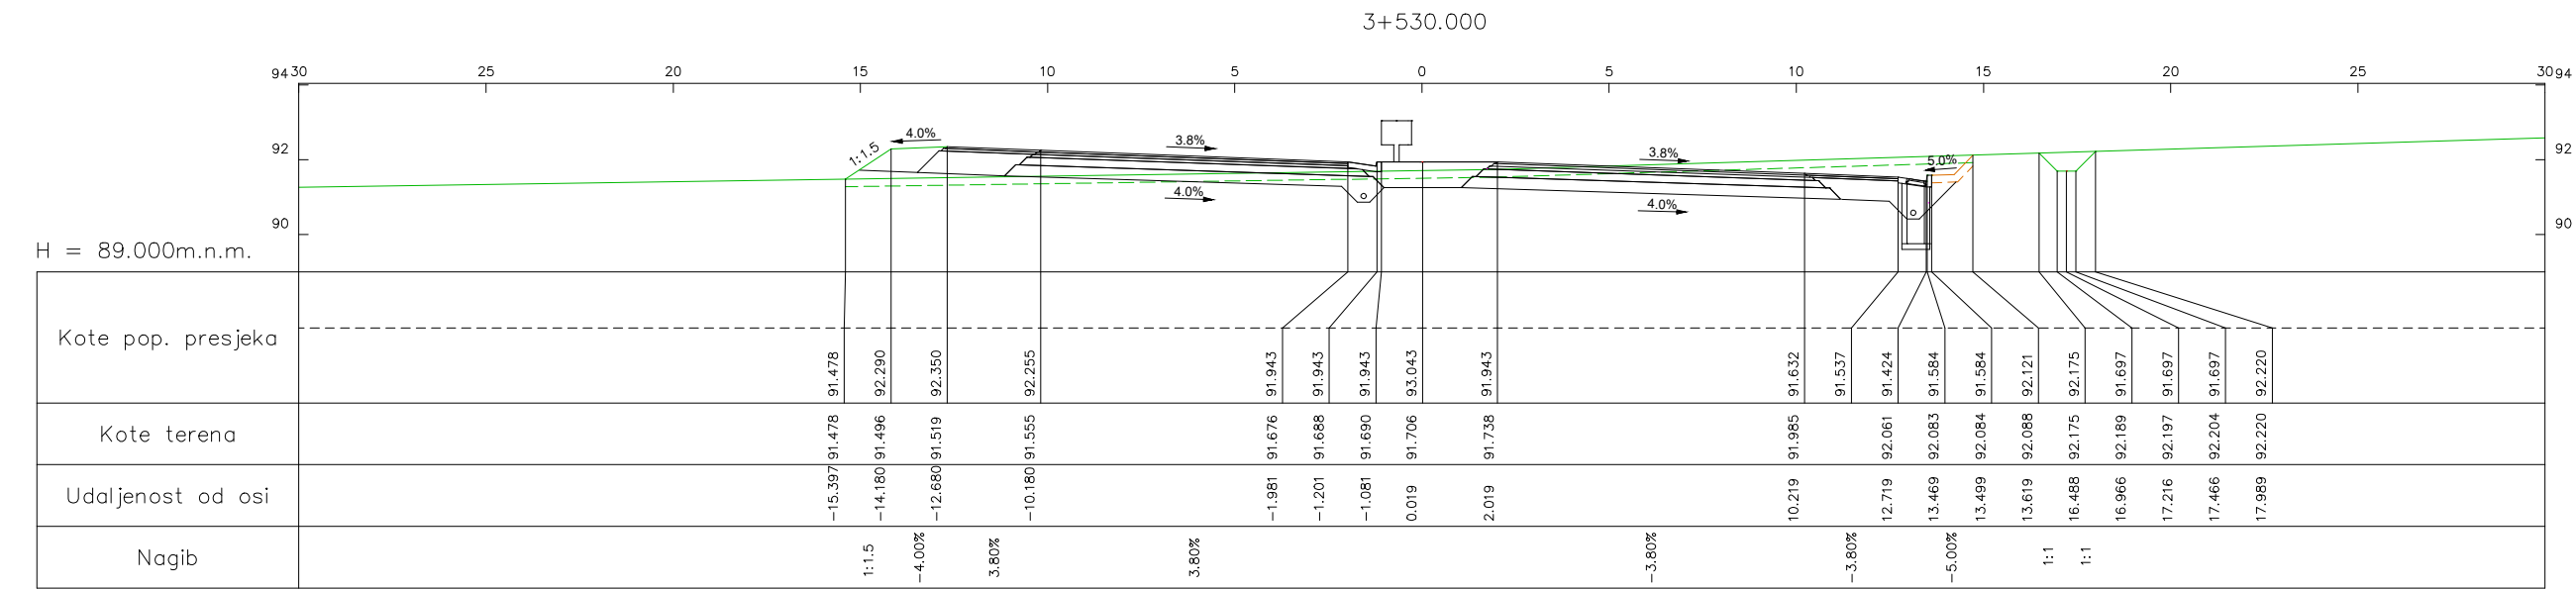 3+530.000
94 30 25 20 15 10 5 0 5 10 15 20 25 30 94
92 92
90 90
1:1.5 4.0% 3.8% 3.8% 5.0%
4.0% 4.0%
H = 89.000m.n.m.
Kote pop. presjeka 91.478 92.290 92.350 92.255 91.943 91.943 91.943 93.043 91.943 91.632 91.537 91.424 91.584 91.584 92.121 92.175 91.697 91.697 91.697 92.220
Kote terena 91.478 91.496 91.519 91.555 91.676 91.688 91.690 91.706 91.738 91.985 92.061 92.083 92.084 92.088 92.175 92.189 92.197 92.204 92.220
Udaljenost od osi -15.397 -14.180 -12.680 -10.180 -1.981 -1.201 -1.081 0.019 2.019 10.219 12.719 13.469 13.499 13.619 16.488 16.966 17.216 17.466 17.989
Nagib 1:1.5 -4.00% 3.80% 3.80% -3.80% -3.80% -5.00% 1:1 1:1